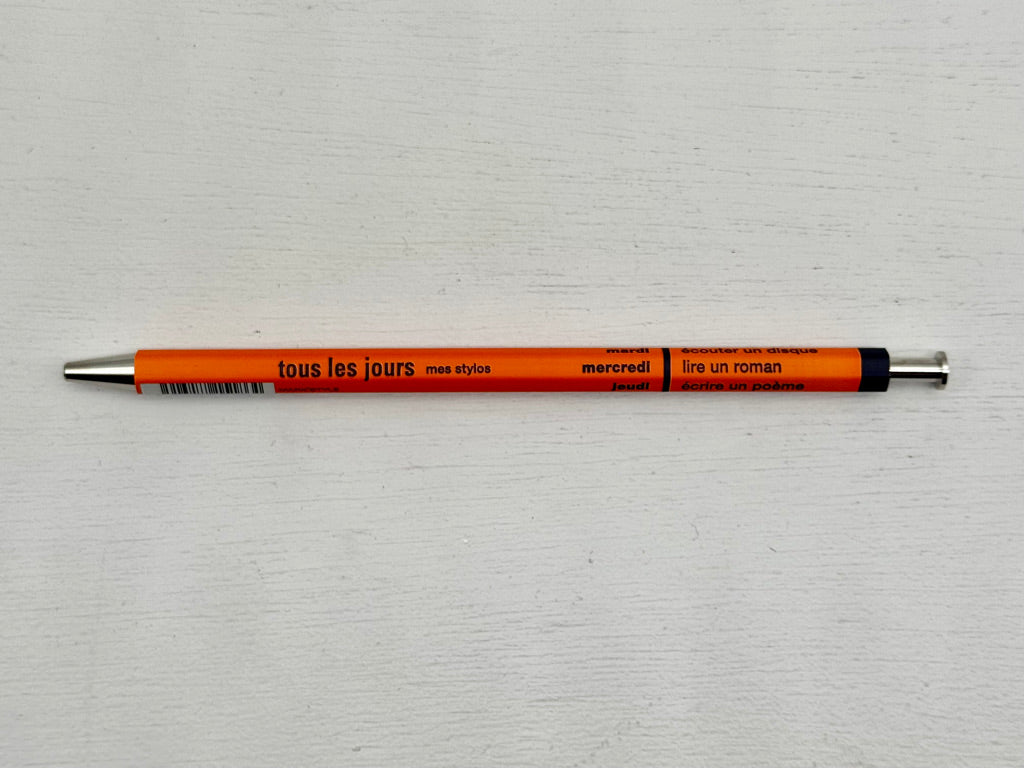 tous les jours mes stylos
mardi écouter un disque
mercredi lire un roman
jeudi écrire un poème